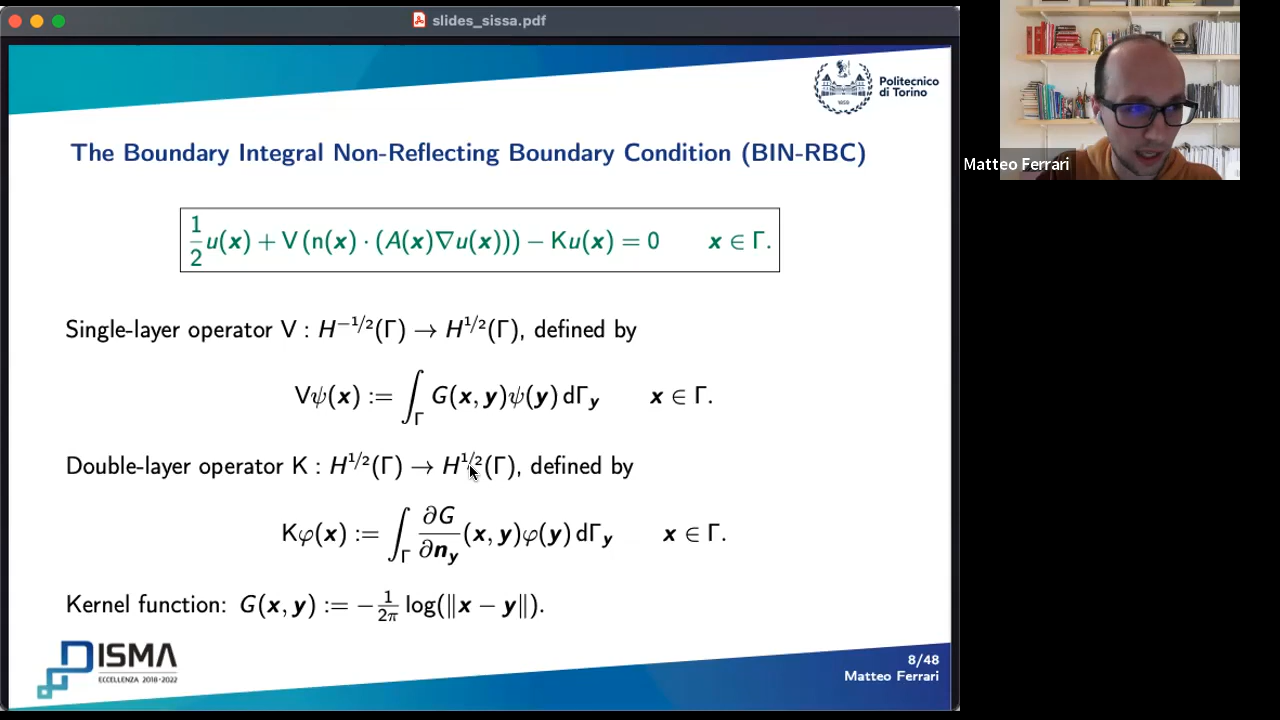 slides_sissa.pdf
Politecnico
di Torino
1859
The Boundary Integral Non-Reflecting Boundary Condition (BIN-RBC)
1/2 u(x) + V (n(x) · (A(x)∇u(x))) − Ku(x) = 0 x ∈ Γ.
Single-layer operator V : H^{−1/2}(Γ) → H^{1/2}(Γ), defined by
Vψ(x) := ∫_Γ G(x, y)ψ(y) dΓ_y x ∈ Γ.
Double-layer operator K : H^{1/2}(Γ) → H^{1/2}(Γ), defined by
Kφ(x) := ∫_Γ ∂G/∂n_y (x, y)φ(y) dΓ_y x ∈ Γ.
Kernel function: G(x, y) := −1/2π log(‖x − y‖).
DISMA
ECCELLENZA 2018-2022
8/48
Matteo Ferrari
Matteo Ferrari